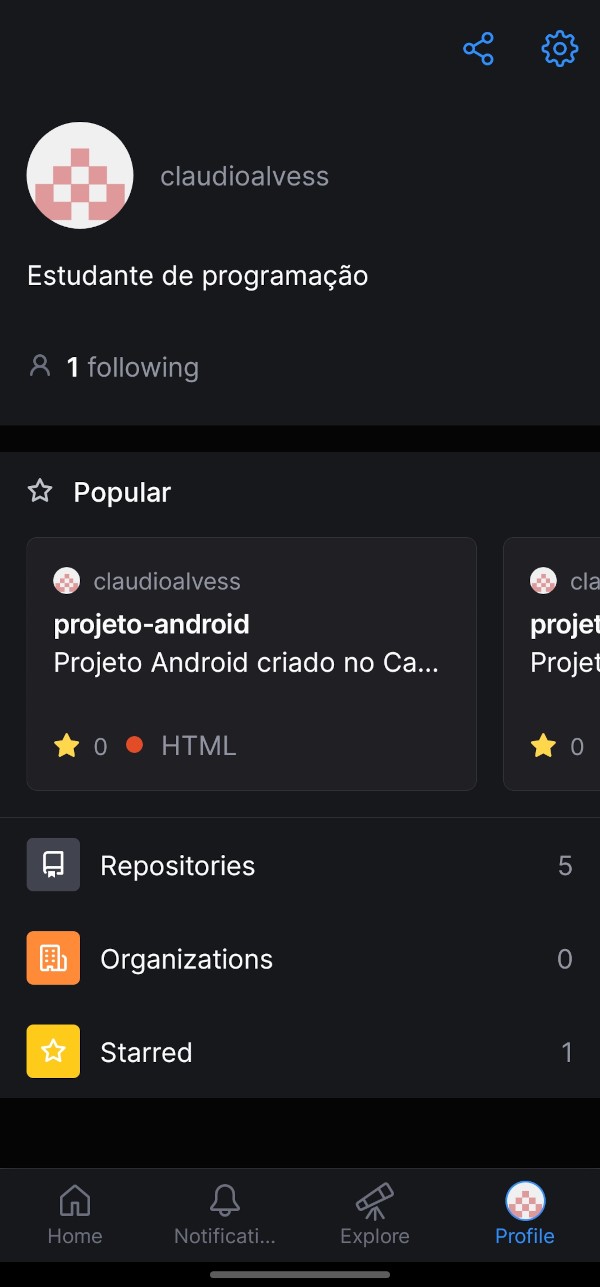 claudioalvess
Estudante de programação
1 following
Popular
claudioalvess
projeto-android
Projeto Android criado no Ca...
0 HTML
cla
projet
Projet
0
Repositories 5
Organizations 0
Starred 1
Home
Notificati...
Explore
Profile